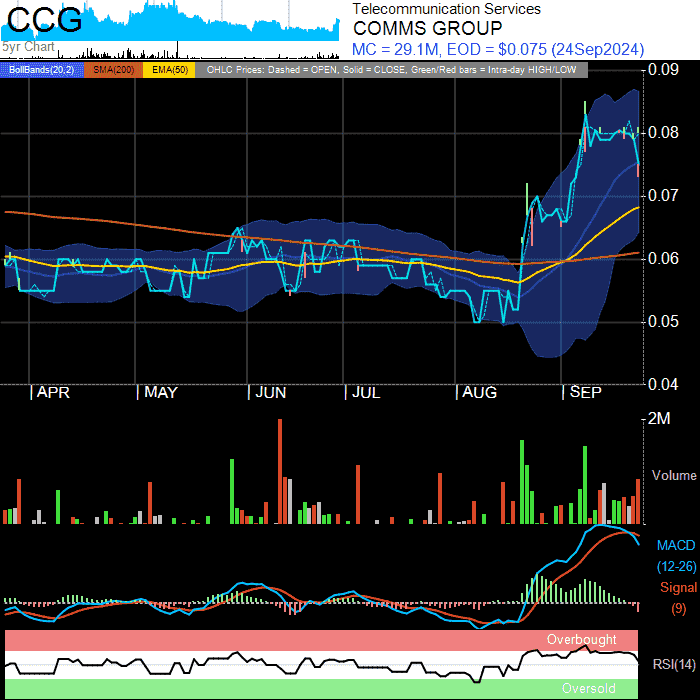 CCG
5yr Chart
Telecommunication Services
COMMS GROUP
MC = 29.1M, EOD = $0.075 (24Sep2024)
BollBands(20,2) SMA(200) EMA(50) OHLC Prices: Dashed = OPEN, Solid = CLOSE, Green/Red bars = Intra-day HIGH/LOW
0.09
0.08
0.07
0.06
0.05
0.04
APR MAY JUN JUL AUG SEP
2M
Volume
MACD
(12-26)
Signal
(9)
Overbought
RSI(14)
Oversold